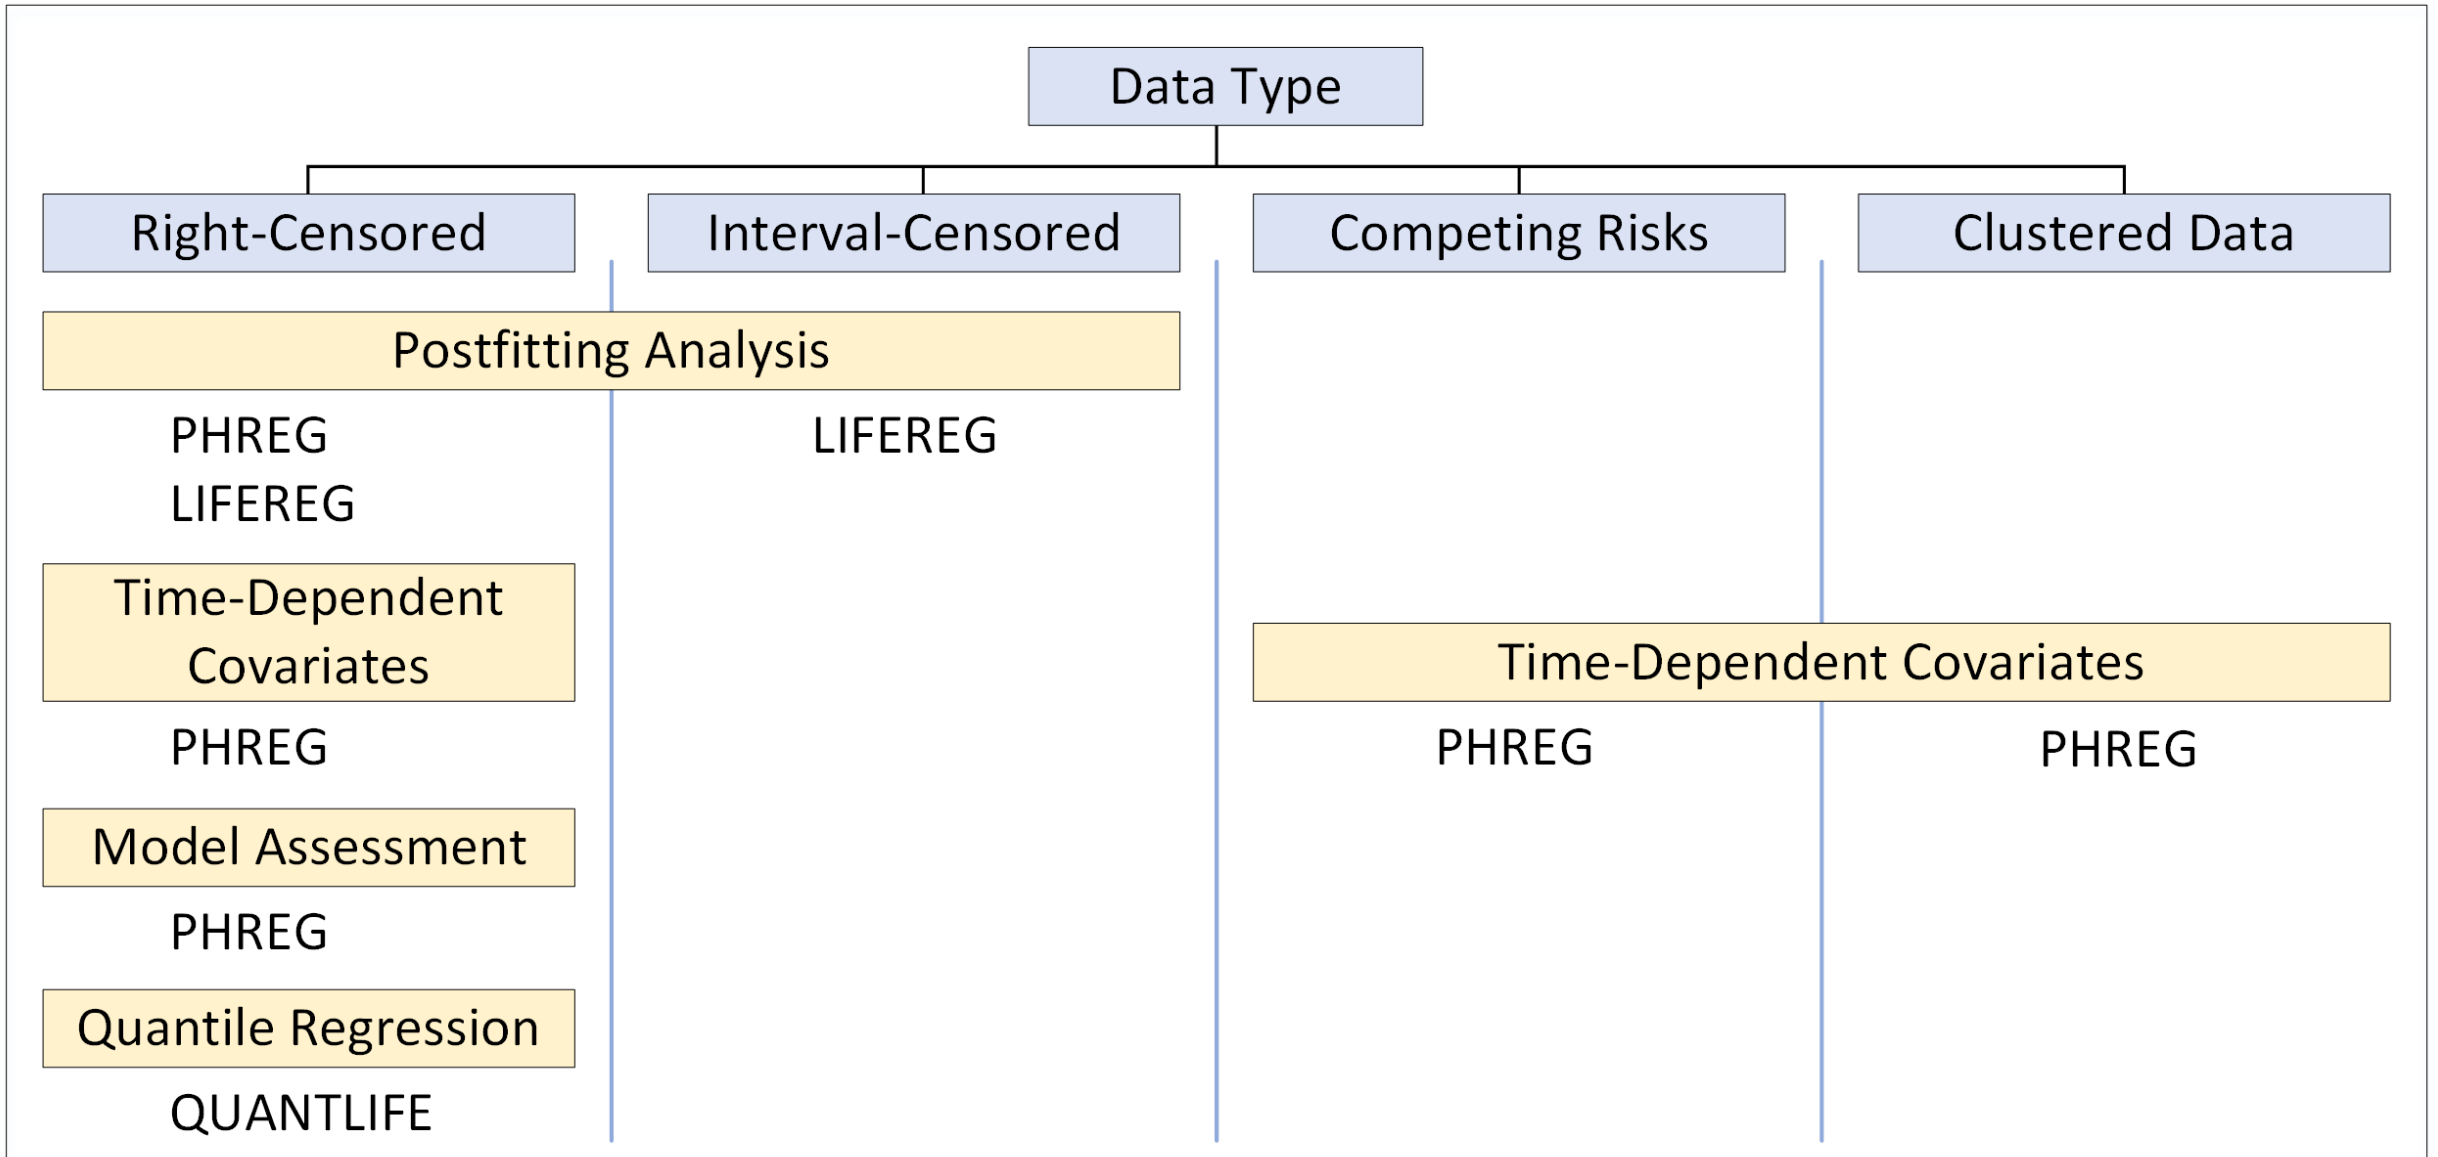 Data Type
Right-Censored
Interval-Censored
Competing Risks
Clustered Data
Postfitting Analysis
PHREG
LIFEREG
LIFEREG
Time-Dependent
Covariates
Time-Dependent Covariates
PHREG
PHREG
PHREG
Model Assessment
PHREG
Quantile Regression
QUANTLIFE